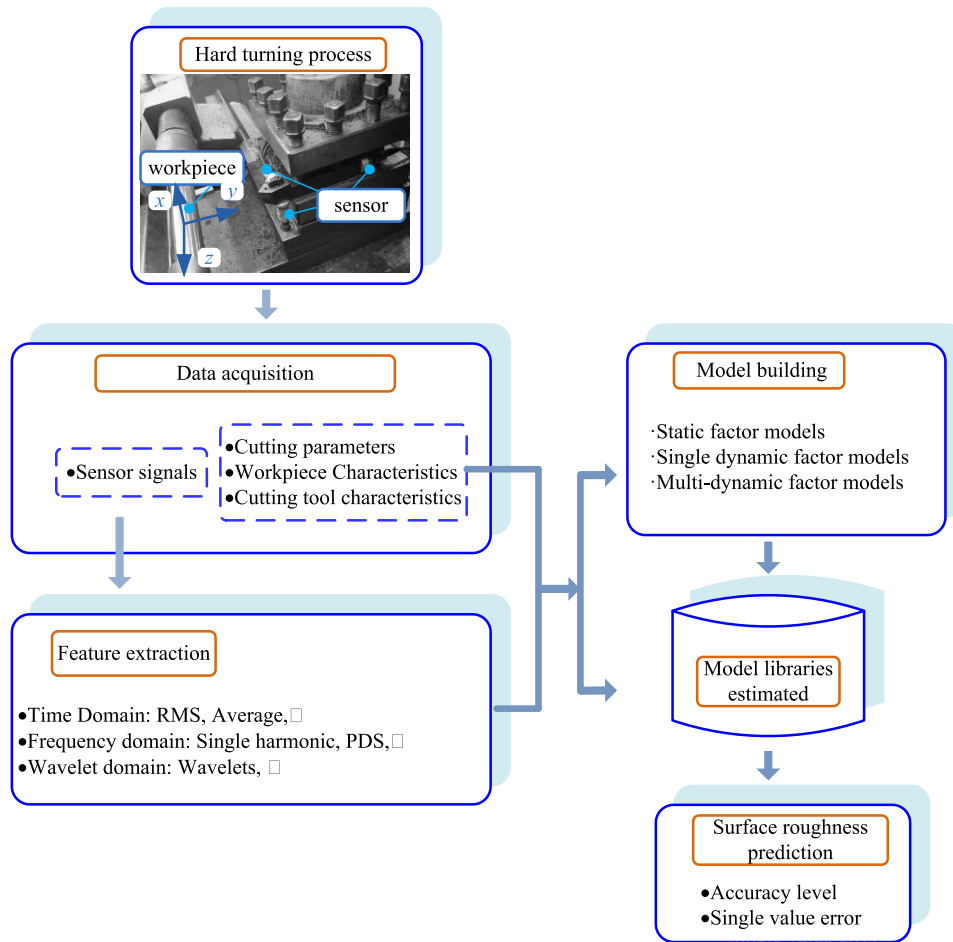 Hard turning process
workpiece
x
y
z
sensor
Data acquisition
●Sensor signals
●Cutting parameters
●Workpiece Characteristics
●Cutting tool characteristics
Feature extraction
●Time Domain: RMS, Average,□
●Frequency domain: Single harmonic, PDS,□
●Wavelet domain: Wavelets, □
Model building
·Static factor models
·Single dynamic factor models
·Multi-dynamic factor models
Model libraries
estimated
Surface roughness
prediction
●Accuracy level
●Single value error